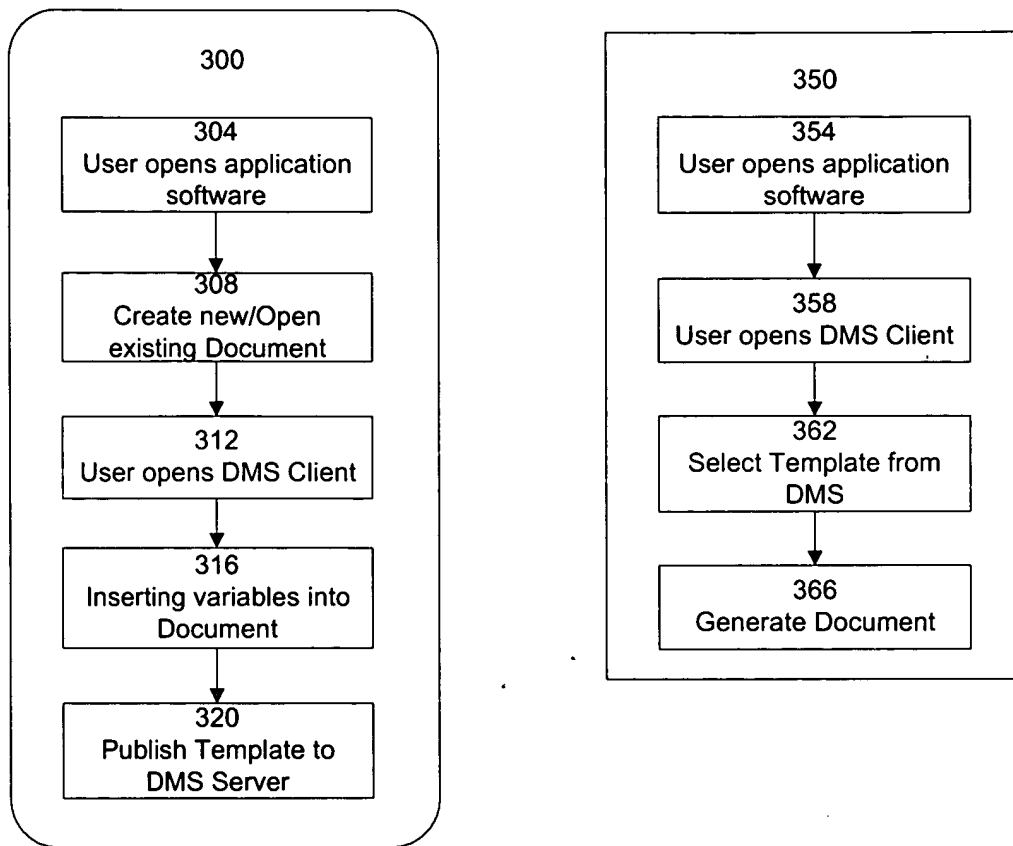 300
304
User opens application
software
308
Create new/Open
existing Document
312
User opens DMS Client
316
Inserting variables into
Document
320
Publish Template to
DMS Server
350
354
User opens application
software
358
User opens DMS Client
362
Select Template from
DMS
366
Generate Document